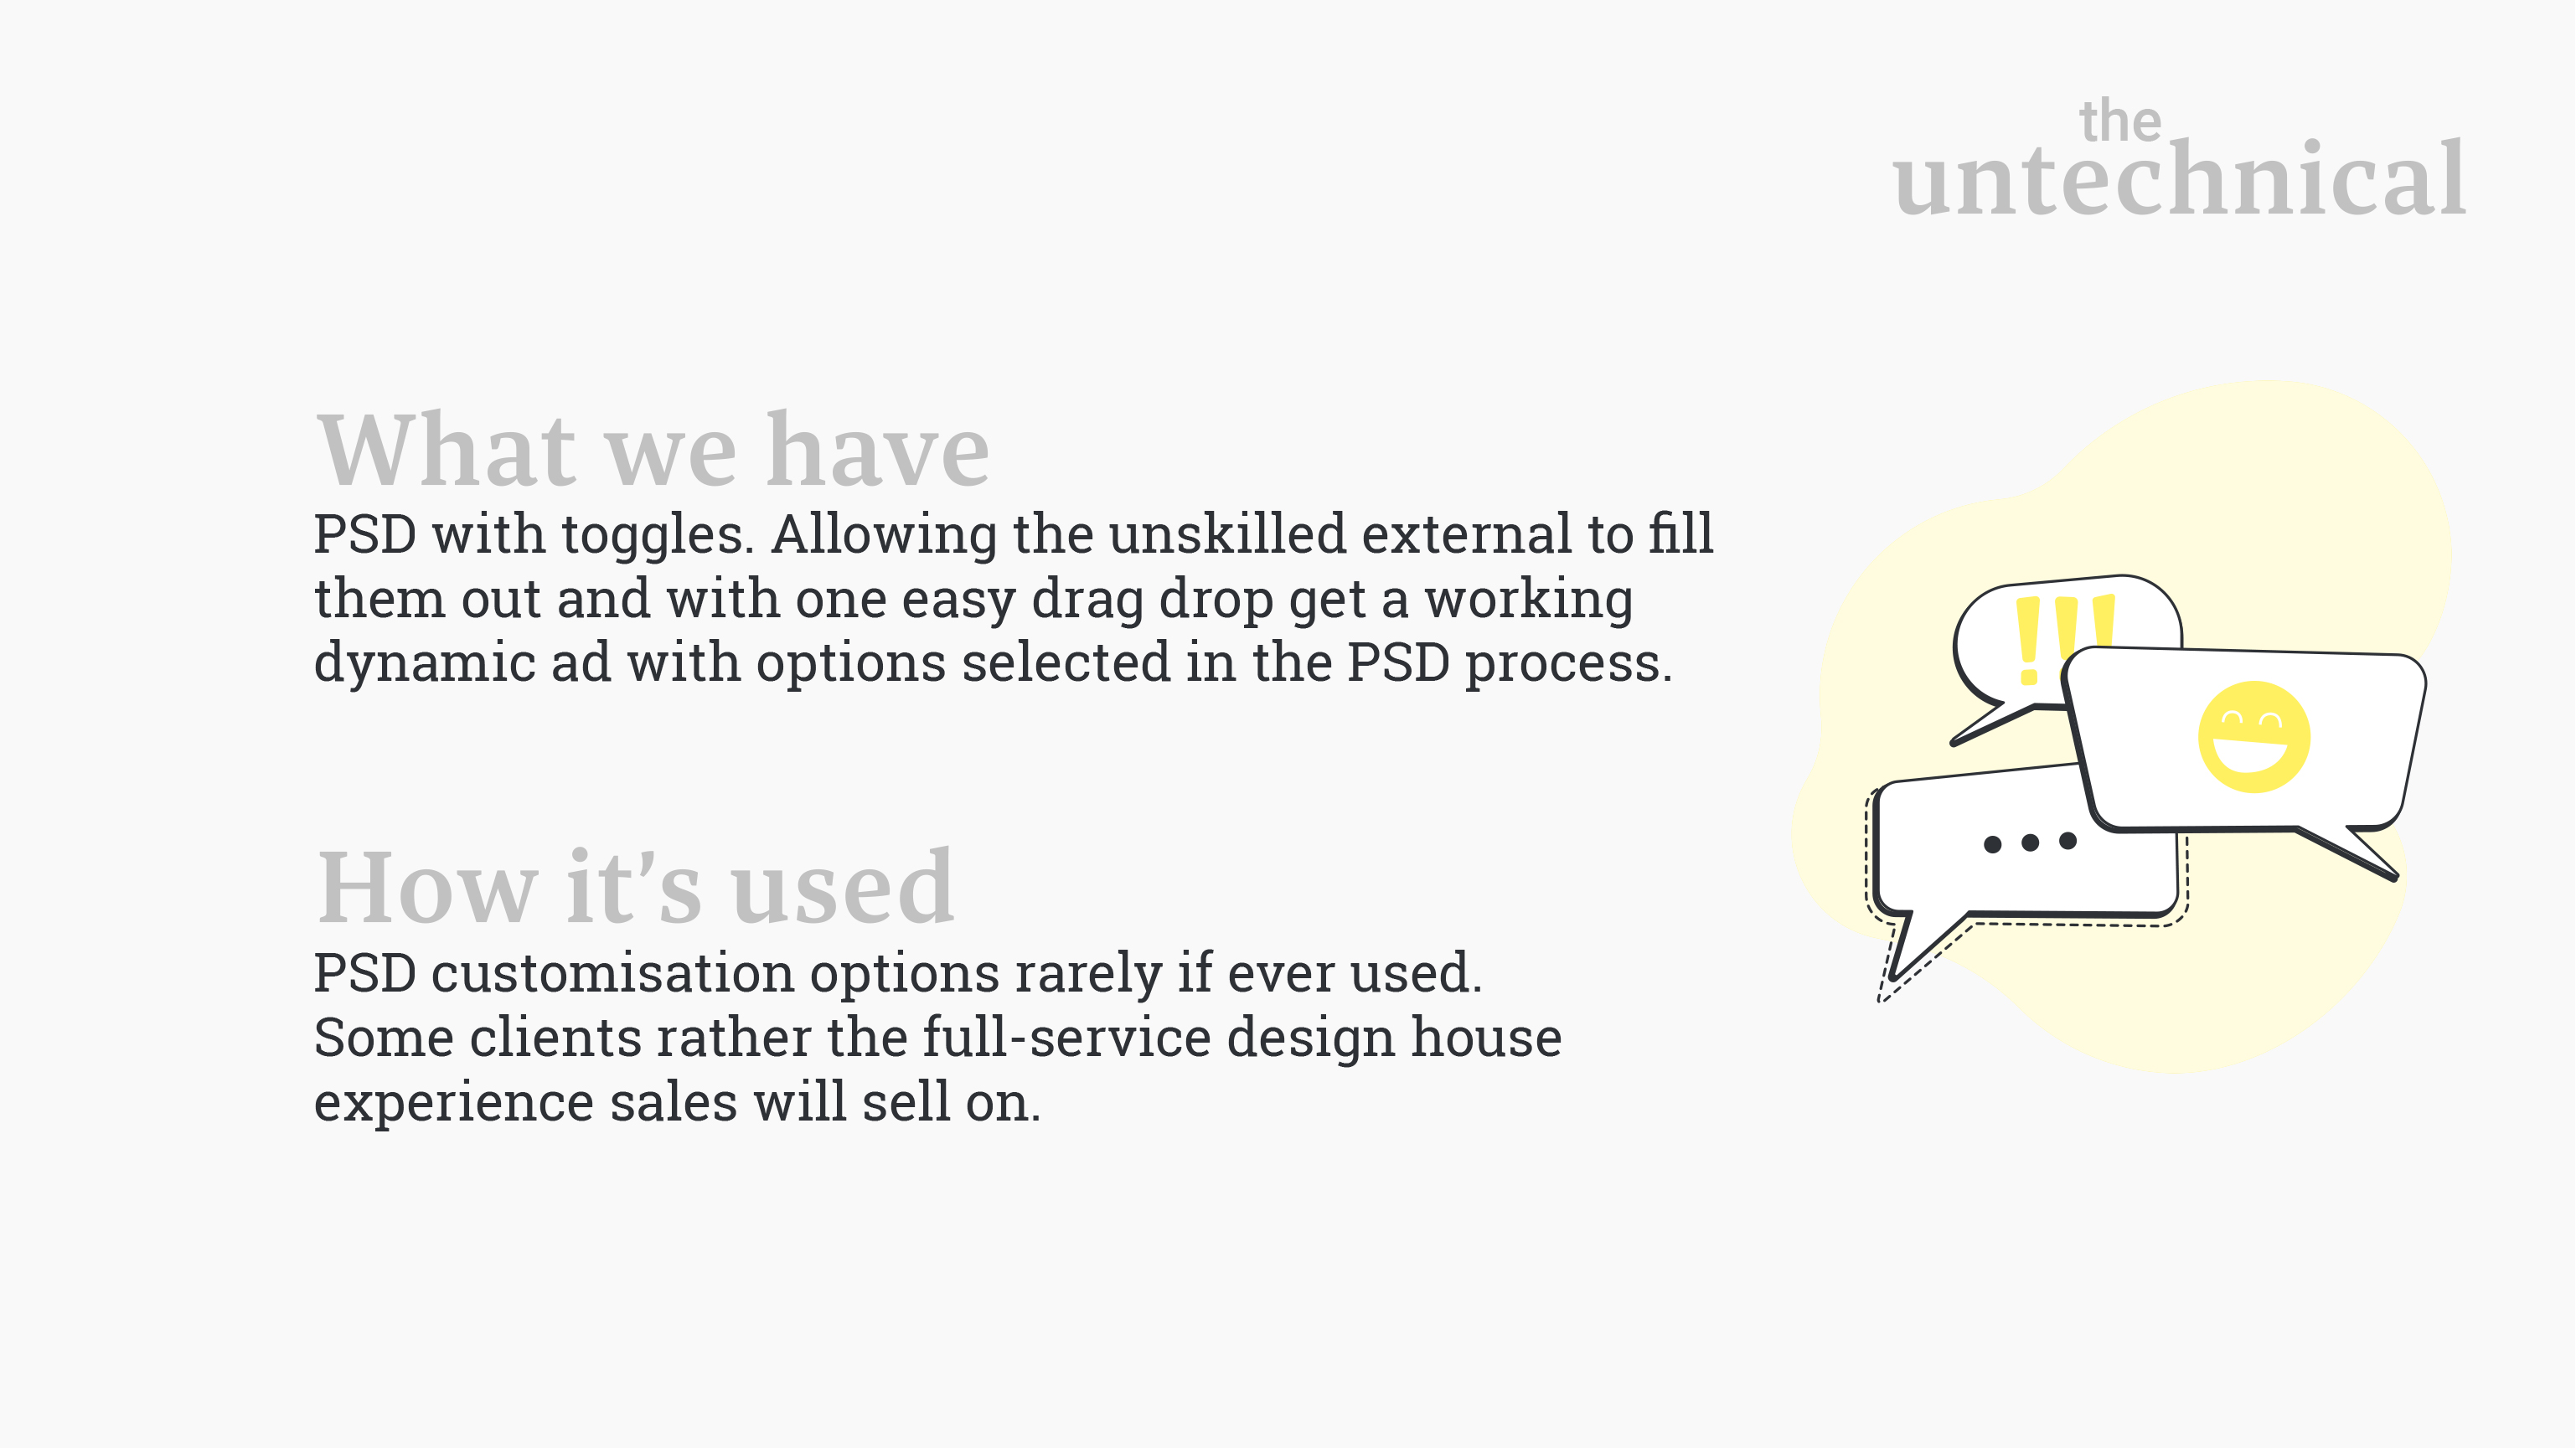 the
untechnical
What we have
PSD with toggles. Allowing the unskilled external to fill
them out and with one easy drag drop get a working
dynamic ad with options selected in the PSD process.
How it’s used
PSD customisation options rarely if ever used.
Some clients rather the full-service design house
experience sales will sell on.
!!!